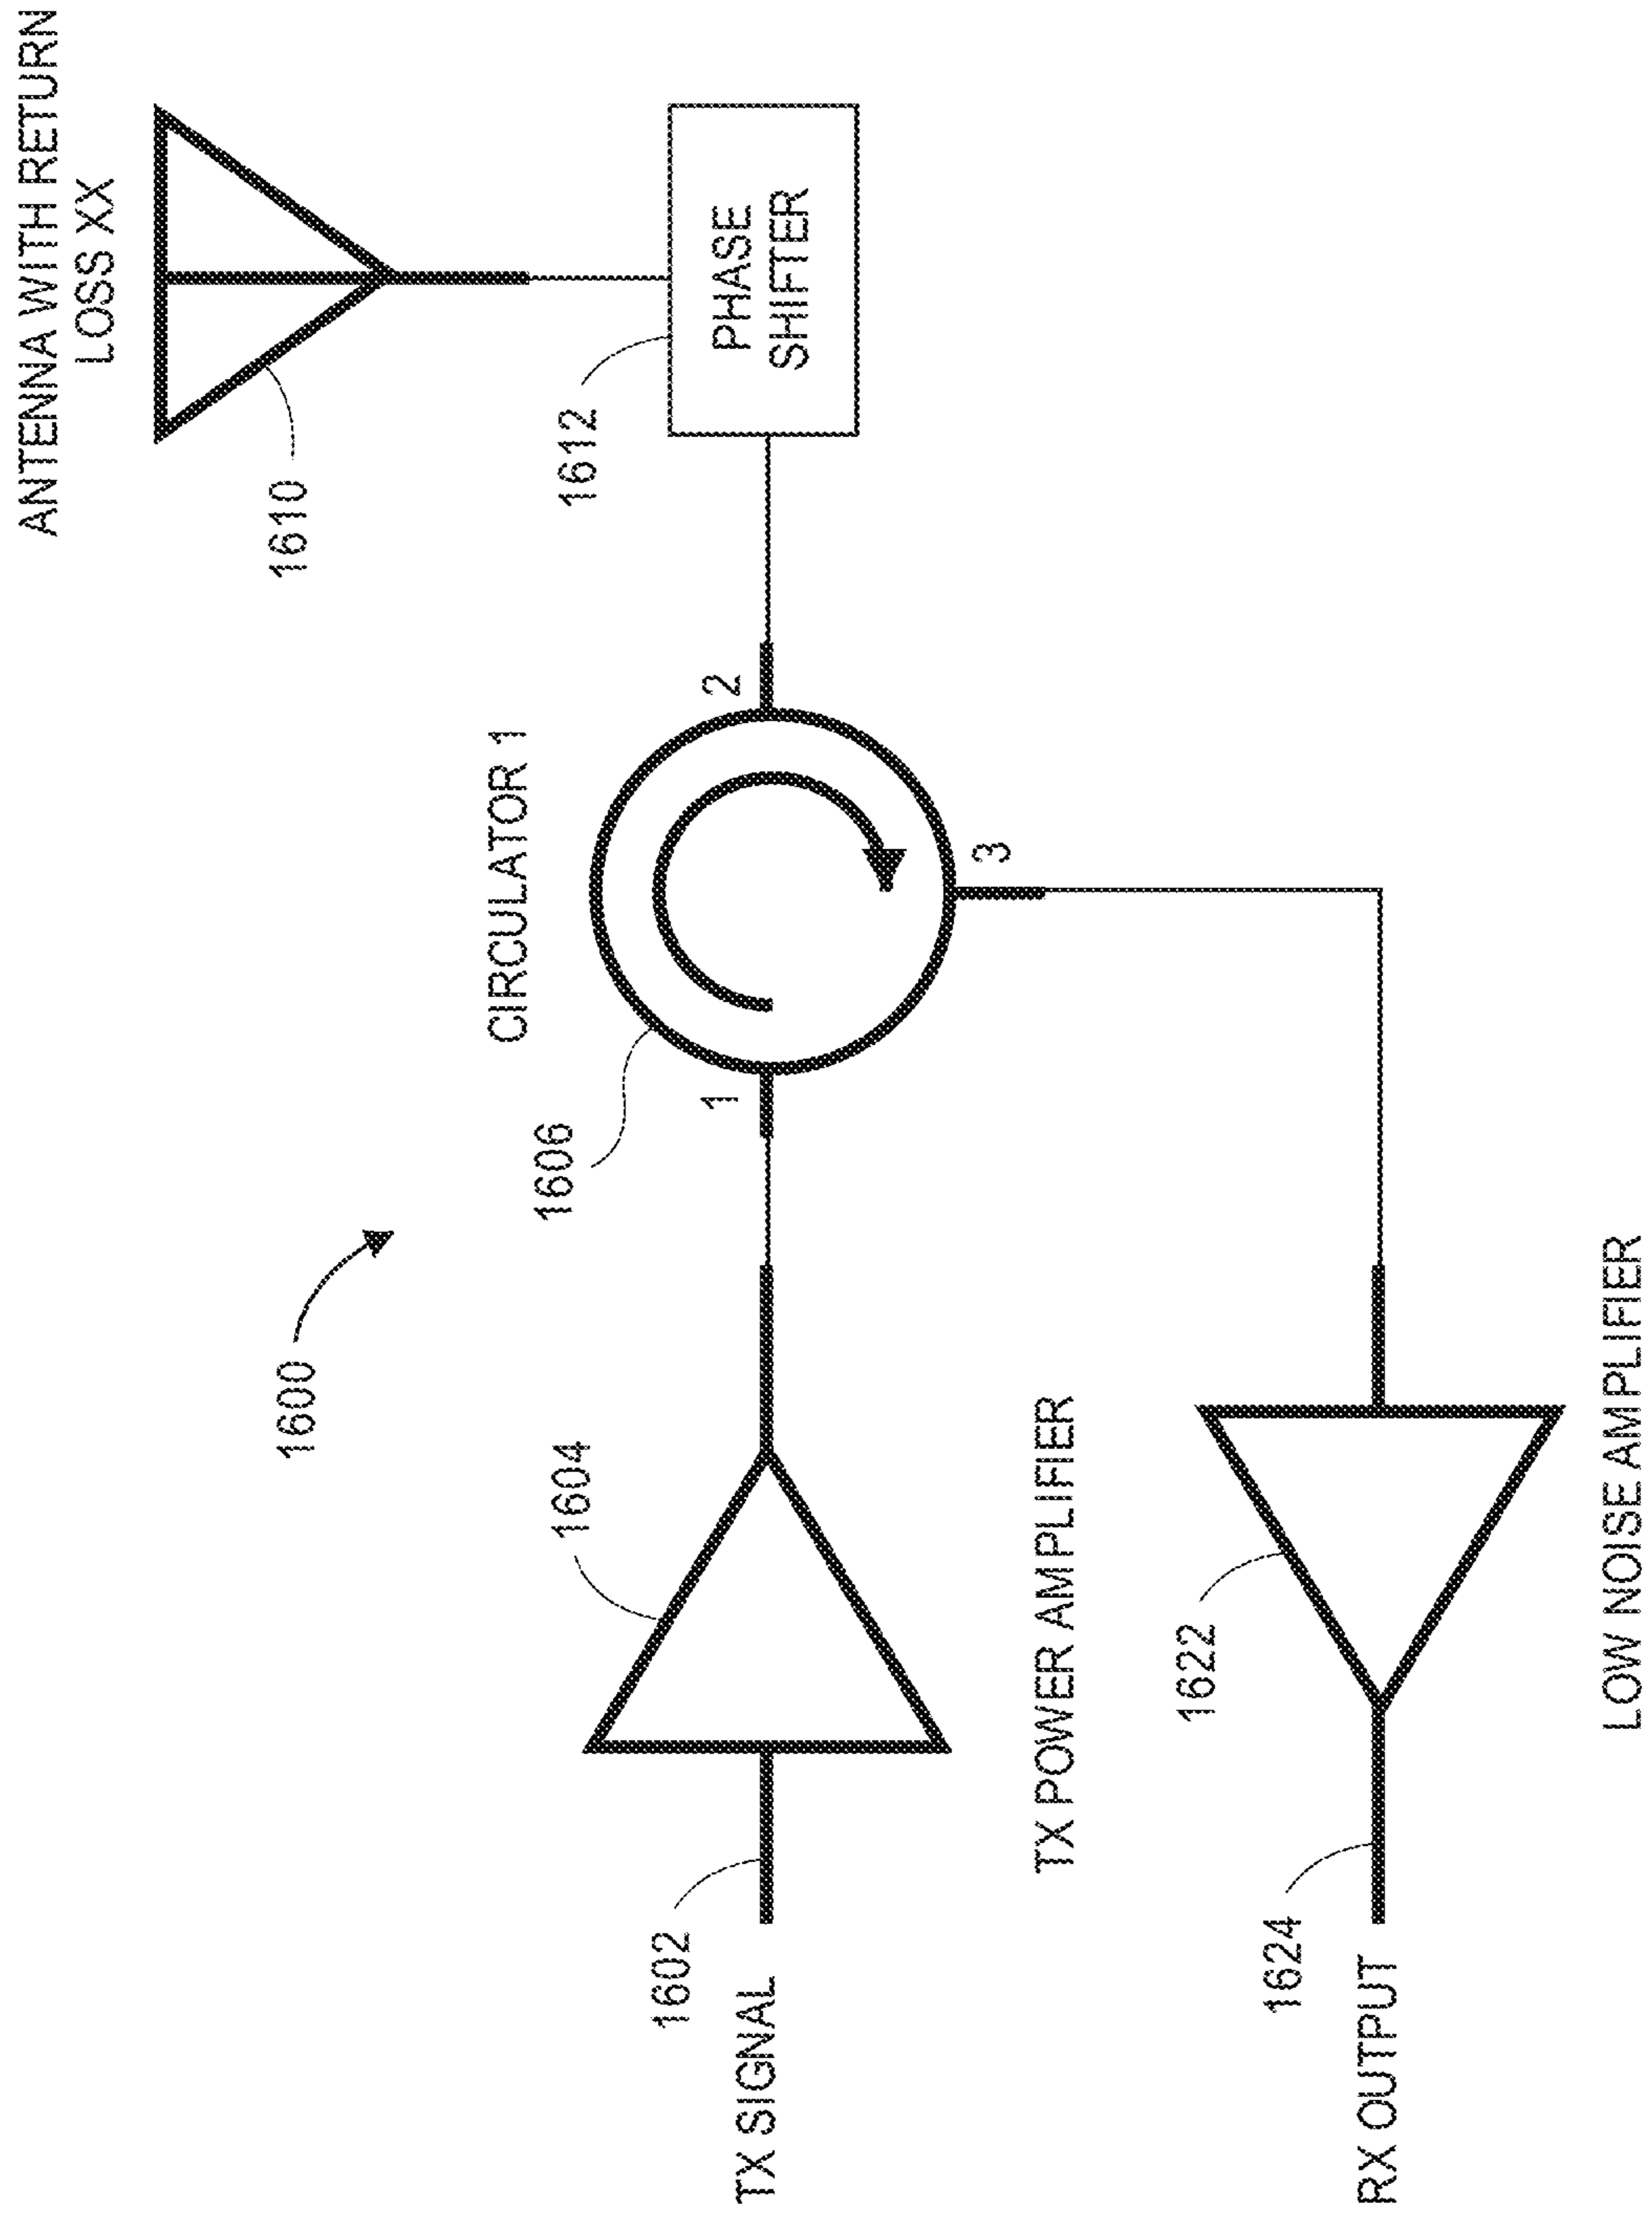 ANTENNA WITH RETURN
LOSS XX
1610
1612
PHASE
SHIFTER
CIRCULATOR 1
1606
1
2
3
1600
1604
TX POWER AMPLIFIER
1602
TX SIGNAL
1622
LOW NOISE AMPLIFIER
1624
RX OUTPUT